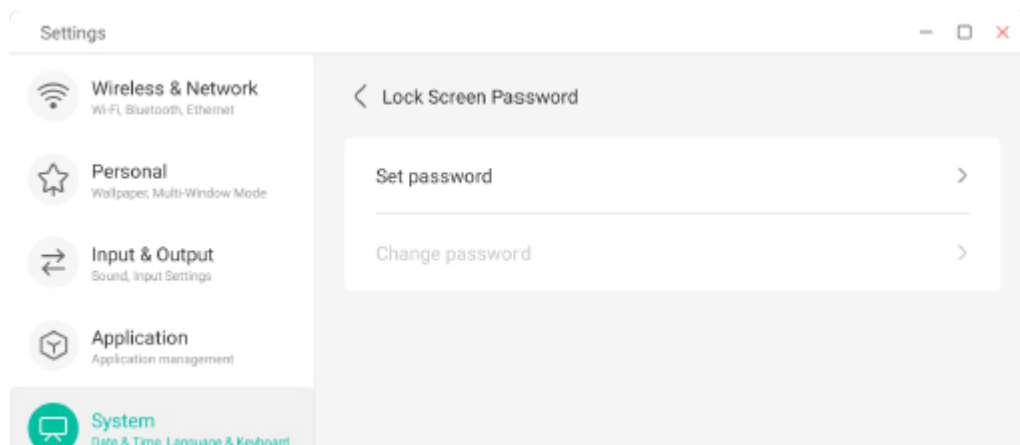 Settings
Wireless & Network
Wi-Fi, Bluetooth, Ethernet
Personal
Wallpaper, Multi-Window Mode
Input & Output
Sound, Input Settings
Application
Application management
System
Date & Time, Language & Keyboard
Lock Screen Password
Set password
Change password